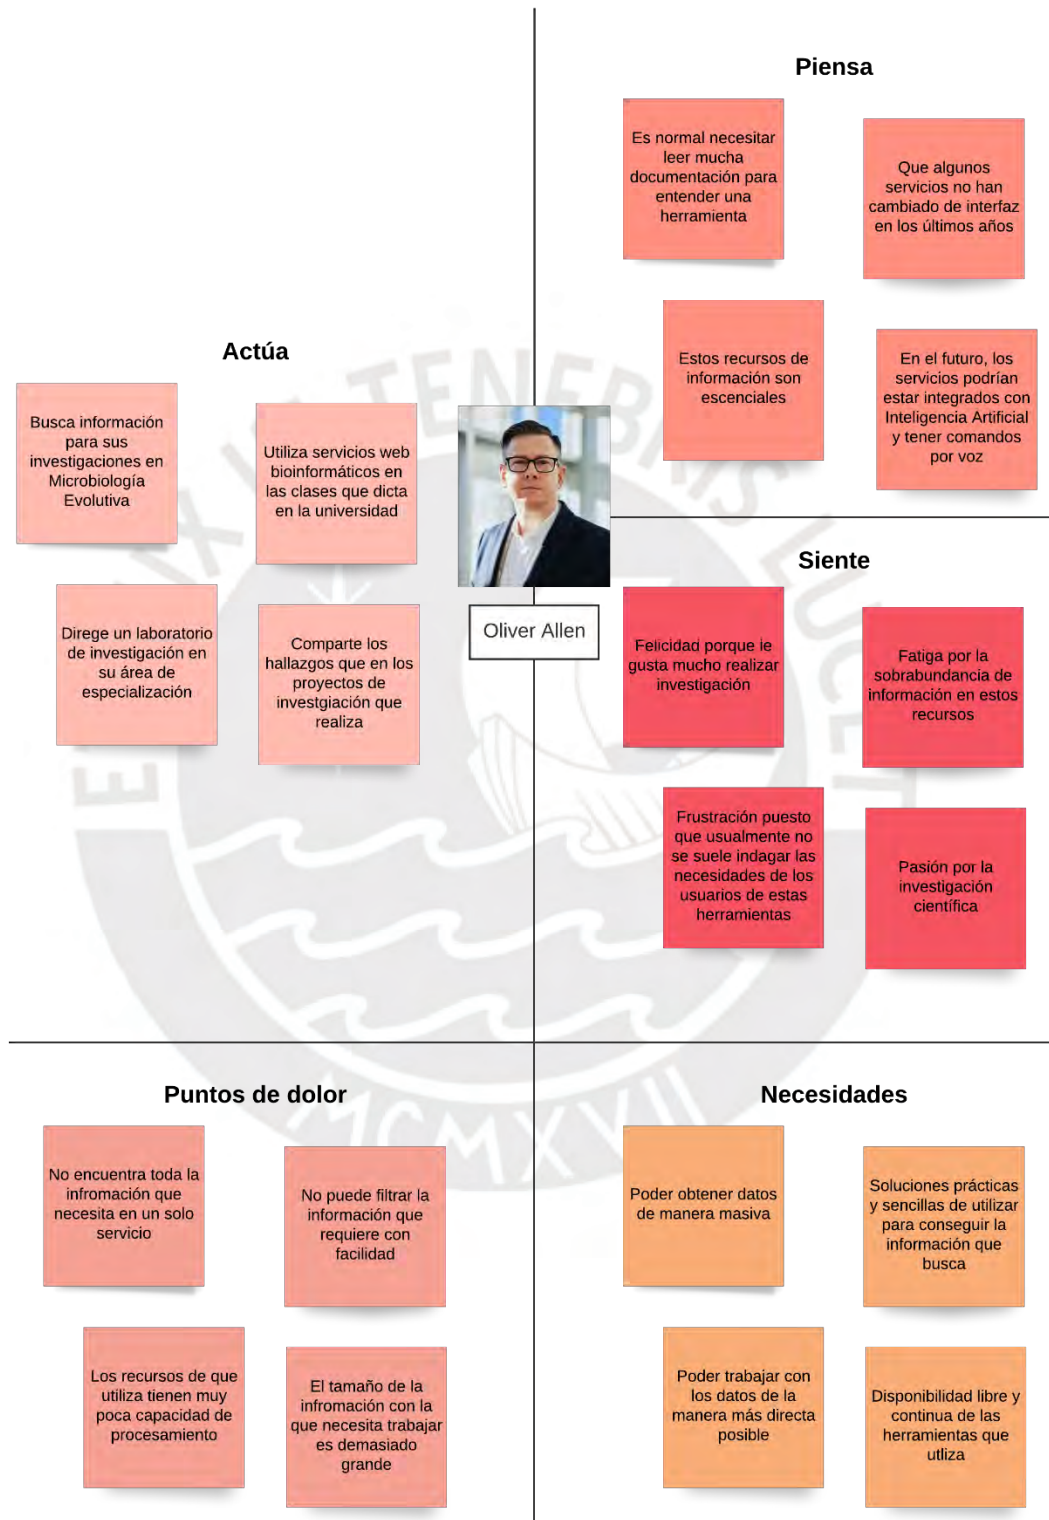 Piensa
Es normal necesitar
leer mucha
documentación para
entender una
herramienta
Que algunos
servicios no han
cambiado de interfaz
en los últimos años
Estos recursos de
información son
escenciales
En el futuro, los
servicios podrían
estar integrados con
Inteligencia Artificial
y tener comandos
por voz
Actúa
Busca información
para sus
investigaciones en
Microbiología
Evolutiva
Utiliza servicios web
bioinformáticos en
las clases que dicta
en la universidad
Direge un laboratorio
de investigación en
su área de
especialización
Comparte los
hallazgos que en los
proyectos de
investgiación que
realiza
Oliver Allen
Siente
Felicidad porque le
gusta mucho realizar
investigación
Fatiga por la
sobrabundancia de
información en estos
recursos
Frustración puesto
que usualmente no
se suele indagar las
necesidades de los
usuarios de estas
herramientas
Pasión por la
investigación
científica
Puntos de dolor
No encuentra toda la
infromación que
necesita en un solo
servicio
No puede filtrar la
información que
requiere con
facilidad
Los recursos de que
utiliza tienen muy
poca capacidad de
procesamiento
El tamaño de la
infromación con la
que necesita trabajar
es demasiado
grande
Necesidades
Poder obtener datos
de manera masiva
Soluciones prácticas
y sencillas de utilizar
para conseguir la
información que
busca
Poder trabajar con
los datos de la
manera más directa
posible
Disponibilidad libre y
continua de las
herramientas que
utliza
MCMXVII